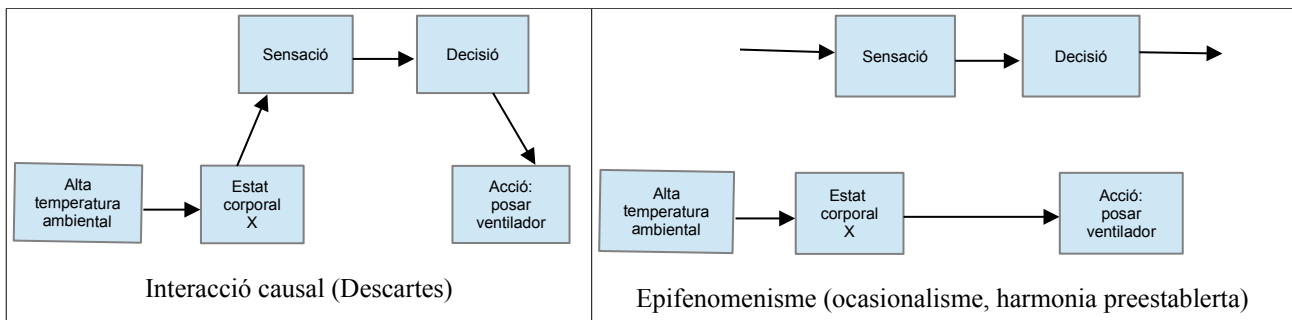 Sensació
Decisió
Alta
temperatura
ambiental
Estat
corporal
X
Acció:
posar
ventilador
Interacció causal (Descartes)
Sensació
Decisió
Alta
temperatura
ambiental
Estat
corporal
X
Acció:
posar
ventilador
Epifenomenisme (ocasionalisme, harmonia preestablerta)